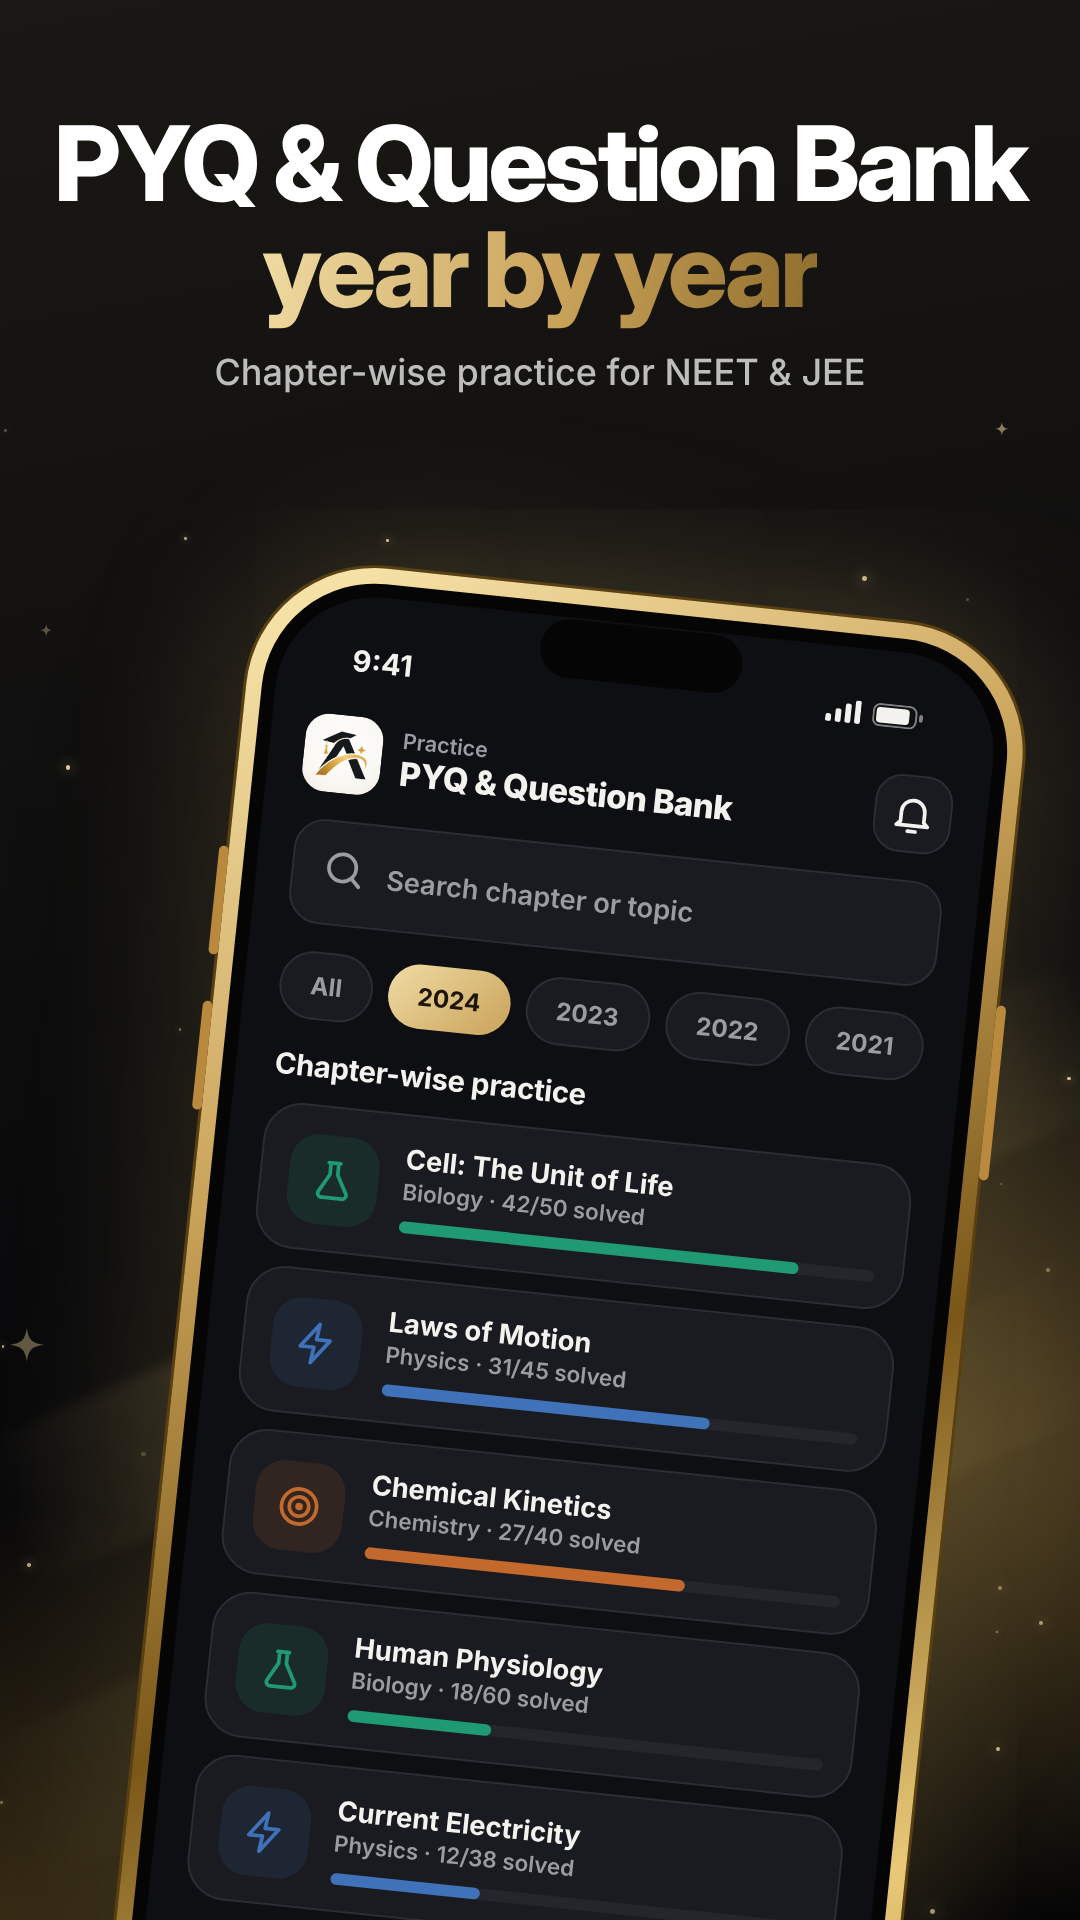 PYQ & Question Bank
year by year
Chapter-wise practice for NEET & JEE
9:41
Practice
PYQ & Question Bank
Search chapter or topic
All
2024
2023
2022
2021
Chapter-wise practice
Cell: The Unit of Life
Biology · 42/50 solved
Laws of Motion
Physics · 31/45 solved
Chemical Kinetics
Chemistry · 27/40 solved
Human Physiology
Biology · 18/60 solved
Current Electricity
Physics · 12/38 solved